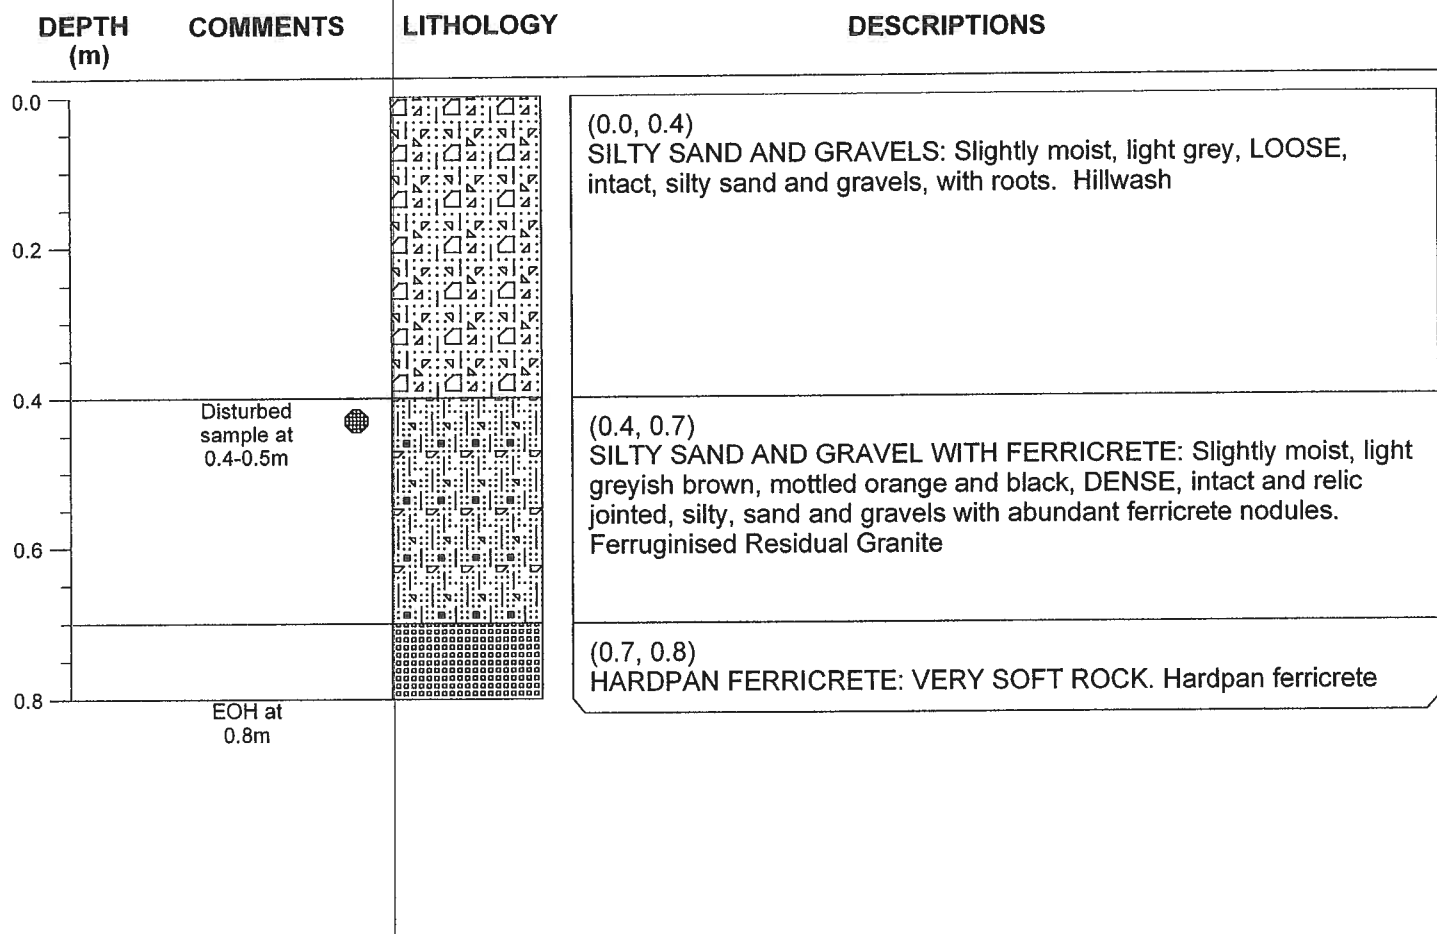 DEPTH COMMENTS LITHOLOGY DESCRIPTIONS
(m)
0.0
(0.0, 0.4)
SILTY SAND AND GRAVELS: Slightly moist, light grey, LOOSE,
intact, silty sand and gravels, with roots. Hillwash
0.2
0.4
Disturbed
sample at
0.4-0.5m
(0.4, 0.7)
SILTY SAND AND GRAVEL WITH FERRICRETE: Slightly moist, light
greyish brown, mottled orange and black, DENSE, intact and relic
jointed, silty, sand and gravels with abundant ferricrete nodules.
Ferruginised Residual Granite
0.6
(0.7, 0.8)
HARDPAN FERRICRETE: VERY SOFT ROCK. Hardpan ferricrete
0.8
EOH at
0.8m